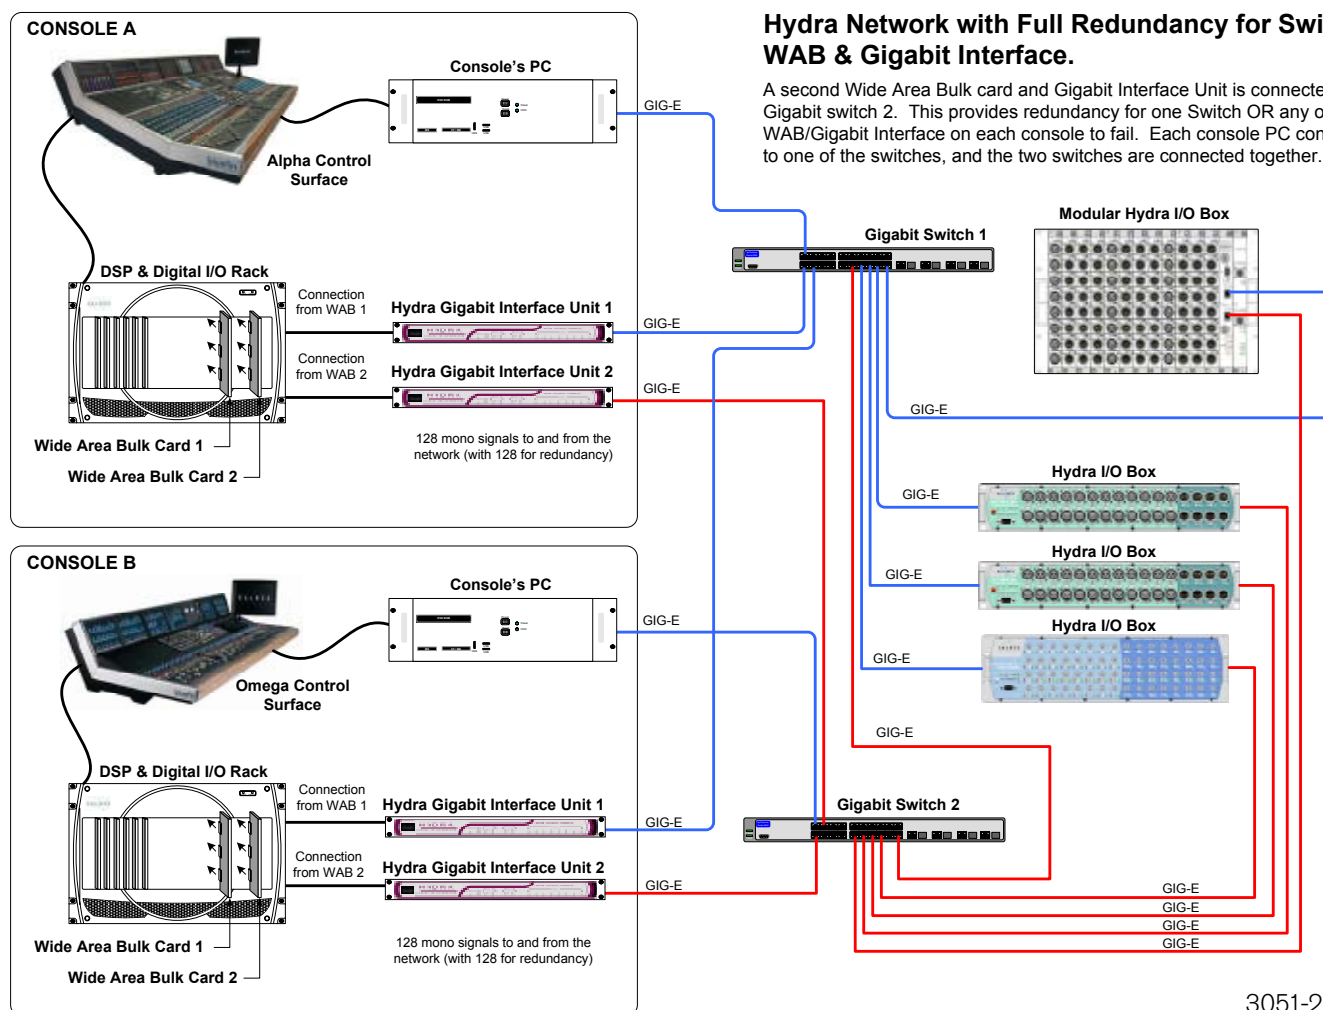 CONSOLE A
Console's PC
Alpha Control
Surface
DSP & Digital I/O Rack
Connection
from WAB 1
Hydra Gigabit Interface Unit 1
Connection
from WAB 2
Hydra Gigabit Interface Unit 2
Wide Area Bulk Card 1
Wide Area Bulk Card 2
128 mono signals to and from the
network (with 128 for redundancy)
GIG-E
GIG-E
GIG-E
Hydra Network with Full Redundancy for Swi
WAB & Gigabit Interface.
A second Wide Area Bulk card and Gigabit Interface Unit is connecte
Gigabit switch 2. This provides redundancy for one Switch OR any o
WAB/Gigabit Interface on each console to fail. Each console PC con
to one of the switches, and the two switches are connected together.
Gigabit Switch 1
Modular Hydra I/O Box
GIG-E
Hydra I/O Box
GIG-E
Hydra I/O Box
GIG-E
Hydra I/O Box
GIG-E
GIG-E
CONSOLE B
Console's PC
Omega Control
Surface
DSP & Digital I/O Rack
Connection
from WAB 1
Hydra Gigabit Interface Unit 1
Connection
from WAB 2
Hydra Gigabit Interface Unit 2
Wide Area Bulk Card 1
Wide Area Bulk Card 2
128 mono signals to and from the
network (with 128 for redundancy)
GIG-E
GIG-E
GIG-E
Gigabit Switch 2
GIG-E
GIG-E
GIG-E
GIG-E
3051-2